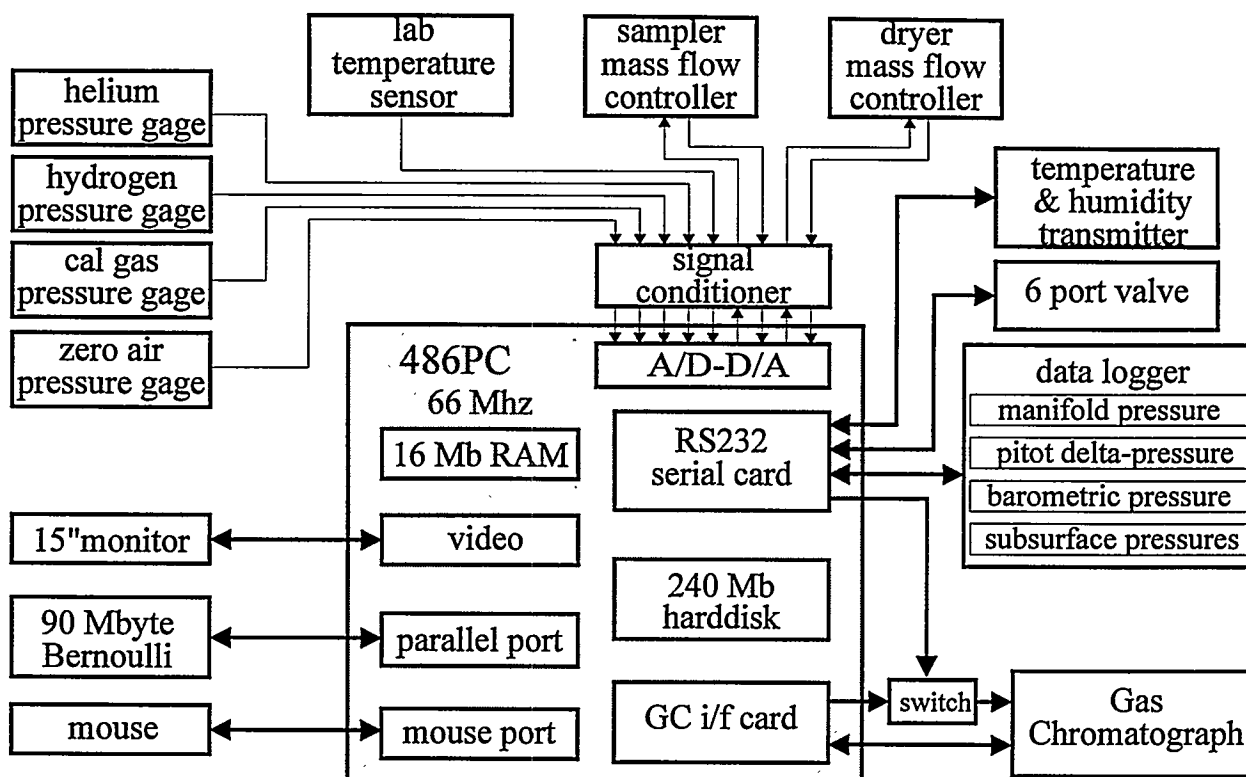 lab
temperature
sensor
sampler
mass flow
controller
dryer
mass flow
controller
helium
pressure gage
hydrogen
pressure gage
cal gas
pressure gage
zero air
pressure gage
temperature
& humidity
transmitter
signal
conditioner
6 port valve
486PC
66 Mhz
A/D-D/A
16 Mb RAM
RS232
serial card
data logger
manifold pressure
pitot delta-pressure
barometric pressure
subsurface pressures
15"monitor
video
240 Mb
harddisk
90 Mbyte
Bernoulli
parallel port
mouse
mouse port
GC i/f card
switch
Gas
Chromatograph